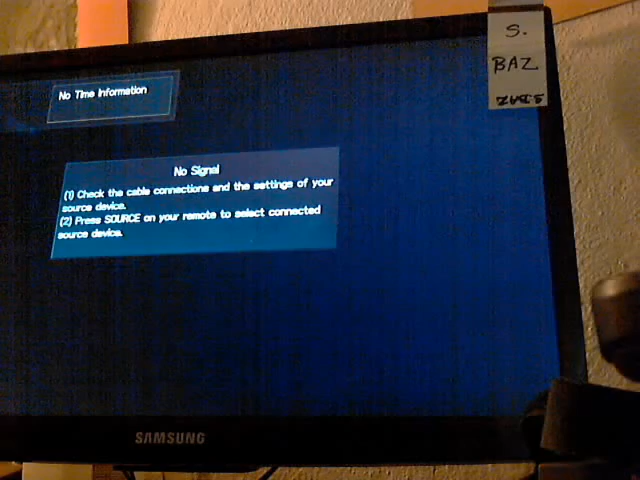 S.
BAZ
S.BAZ
No Time Information
No Signal
(1) Check the cable connections and the settings of your
source device.
(2) Press SOURCE on your remote to select connected
source device.
SAMSUNG